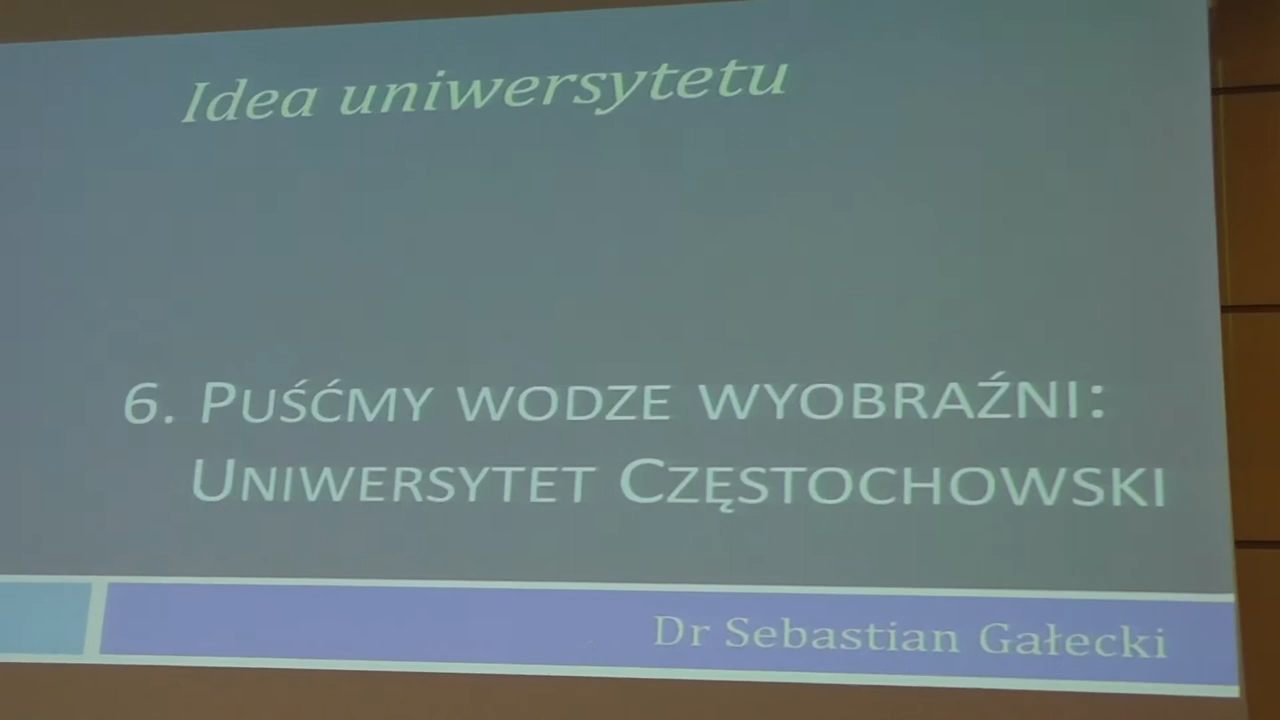 Idea uniwersytetu
6. Puśćmy wodze wyobraźni:
Uniwersytet Częstochowski
Dr Sebastian Gałecki